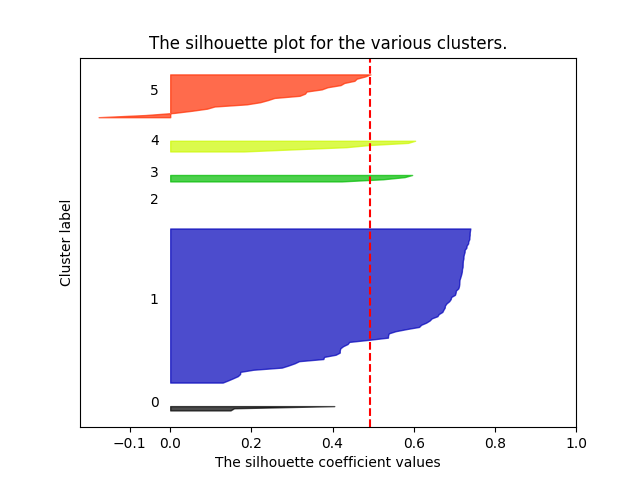 The silhouette plot for the various clusters.
Cluster label
5
4
3
2
1
0
−0.1 0.0 0.2 0.4 0.6 0.8 1.0
The silhouette coefficient values